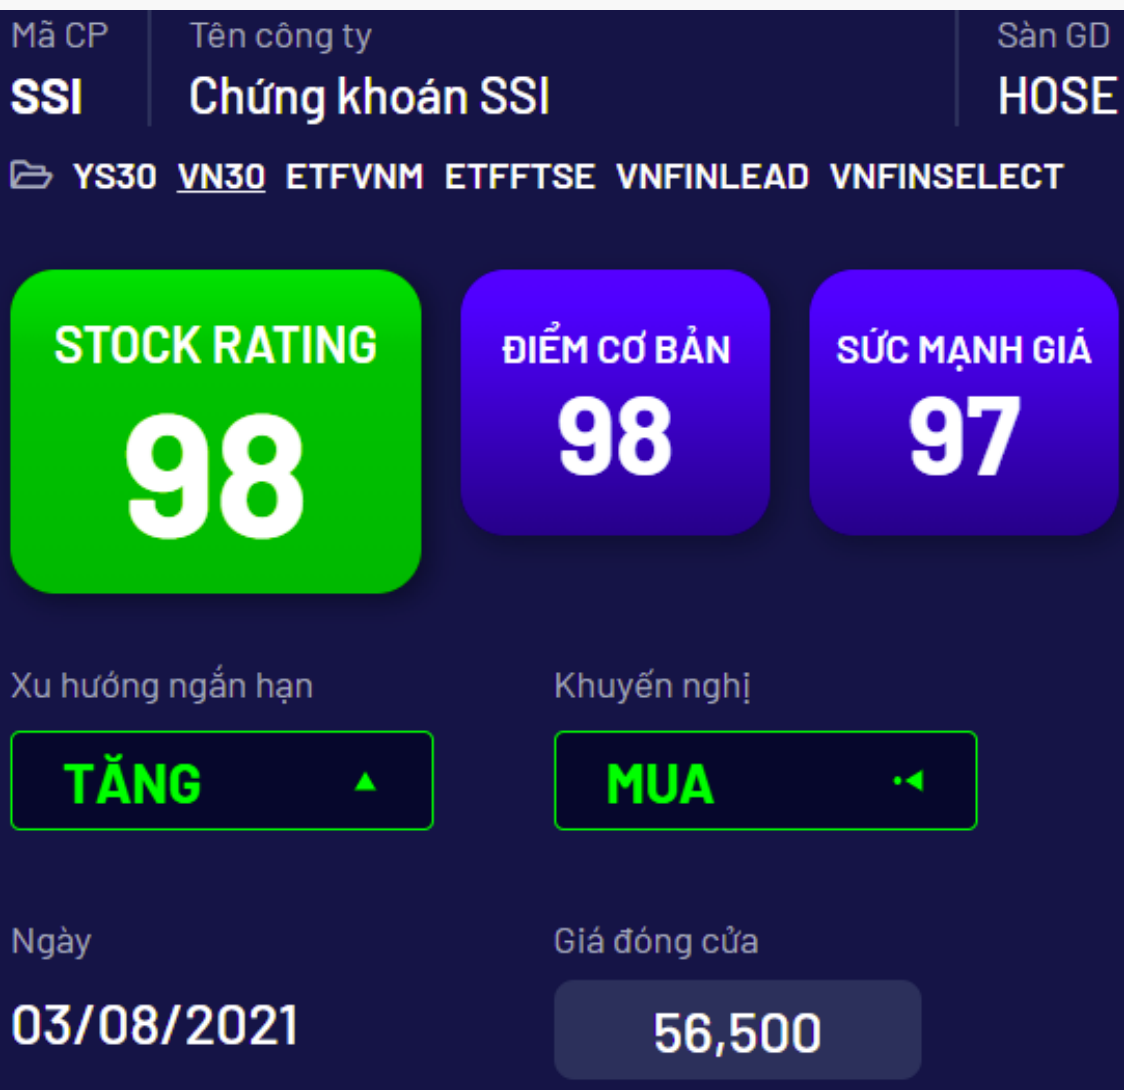 Mã CP Tên công ty Sàn GD
SSI Chứng khoán SSI HOSE
YS30 VN30 ETFVNM ETFFTSE VNFINLEAD VNFINSELECT
STOCK RATING ĐIỂM CƠ BẢN SỨC MẠNH GIÁ
98 98 97
Xu hướng ngắn hạn Khuyến nghị
TĂNG MUA
Ngày Giá đóng cửa
03/08/2021 56,500